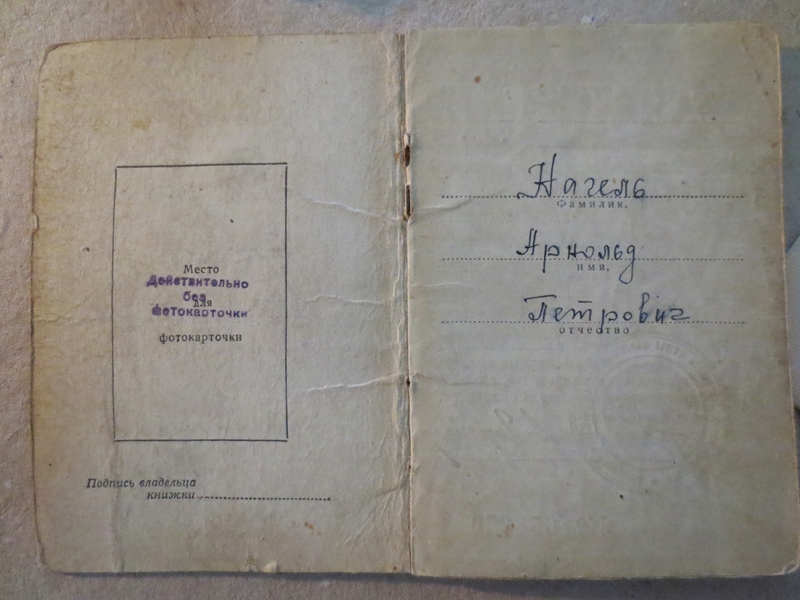 Место
Действительно
без
для
фотокарточки
фотокарточки
Подпись владельца
книжки
Нагель
Фамилия,
Арнольд
имя,
Петрович
отчество